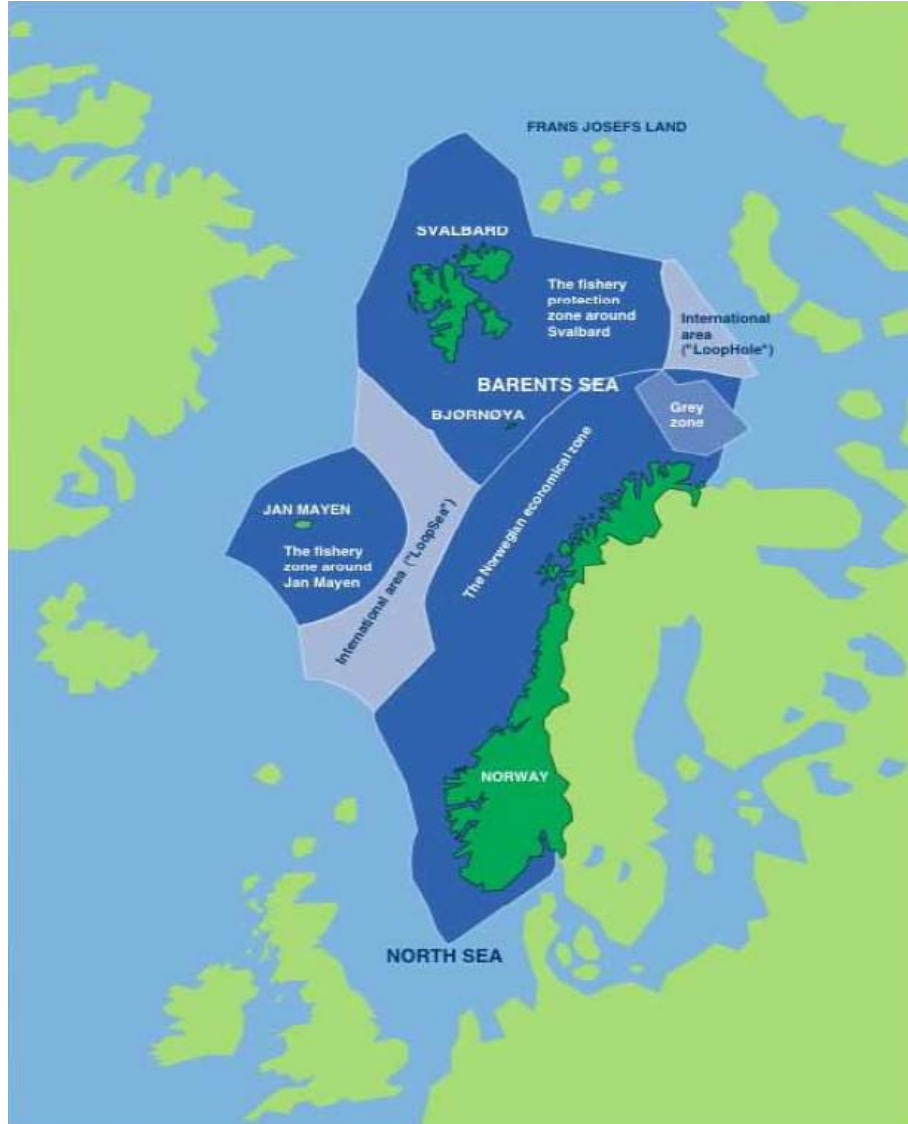 FRANS JOSEFS LAND
SVALBARD
The fishery
protection
zone around
Svalbard
International
area
("LoopHole")
BARENTS SEA
BJØRNØYA
Grey
zone
The Norwegian economical zone
JAN MAYEN
The fishery
zone around
Jan Mayen
International area ("LoopSea")
NORWAY
NORTH SEA